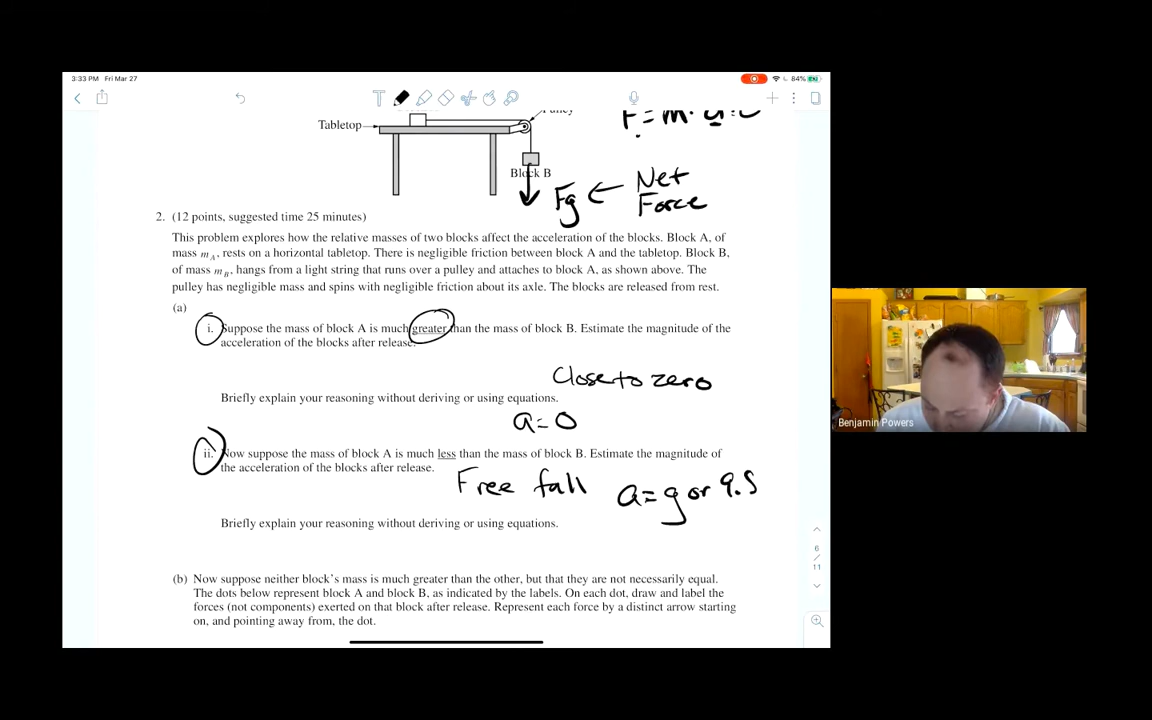 3:33 PM Fri Mar 27
84%
Tabletop
Block B
F = m · a
Fg ← Net
Force
2. (12 points, suggested time 25 minutes)
This problem explores how the relative masses of two blocks affect the acceleration of the blocks. Block A, of
mass m_A, rests on a horizontal tabletop. There is negligible friction between block A and the tabletop. Block B,
of mass m_B, hangs from a light string that runs over a pulley and attaches to block A, as shown above. The
pulley has negligible mass and spins with negligible friction about its axle. The blocks are released from rest.
(a)
i. Suppose the mass of block A is much greater than the mass of block B. Estimate the magnitude of the
acceleration of the blocks after release.
Close to zero
Briefly explain your reasoning without deriving or using equations.
a = 0
ii. Now suppose the mass of block A is much less than the mass of block B. Estimate the magnitude of
the acceleration of the blocks after release.
Free fall a = g or 9.8
Briefly explain your reasoning without deriving or using equations.
(b) Now suppose neither block's mass is much greater than the other, but that they are not necessarily equal.
The dots below represent block A and block B, as indicated by the labels. On each dot, draw and label the
forces (not components) exerted on that block after release. Represent each force by a distinct arrow starting
on, and pointing away from, the dot.
6
/
11
Benjamin Powers